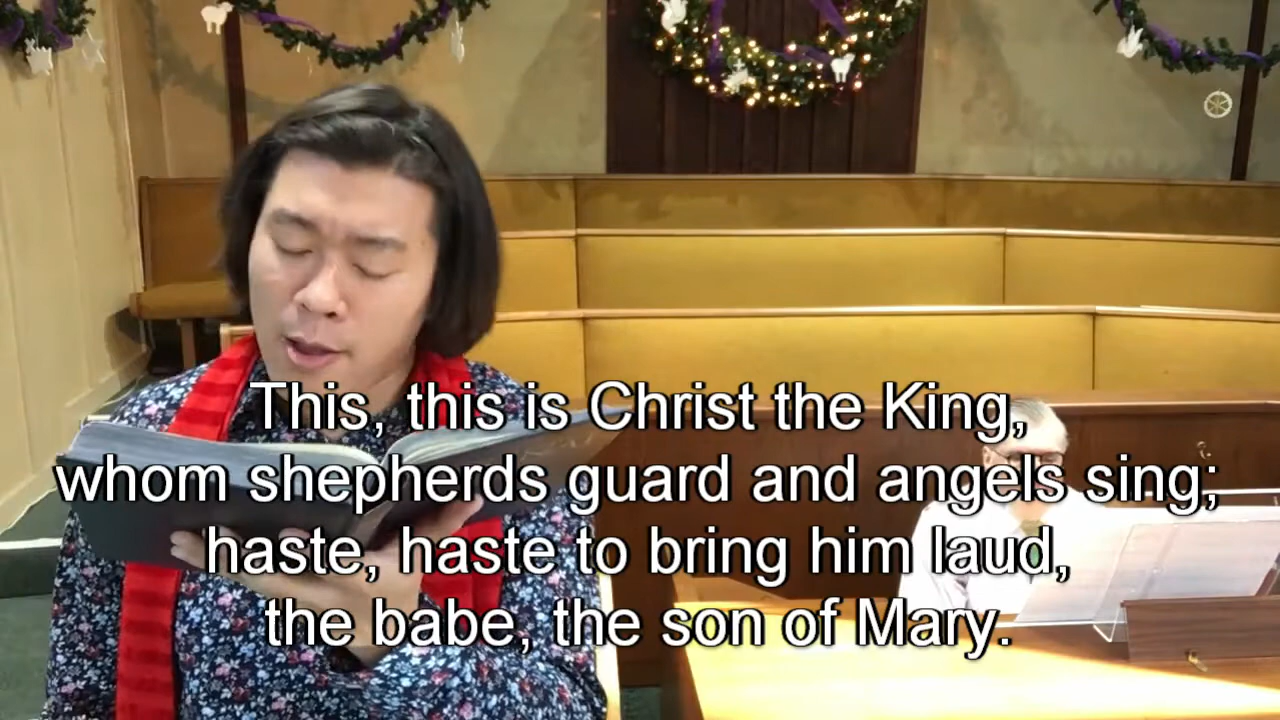 This, this is Christ the King,
whom shepherds guard and angels sing;
haste, haste to bring him laud,
the babe, the son of Mary.